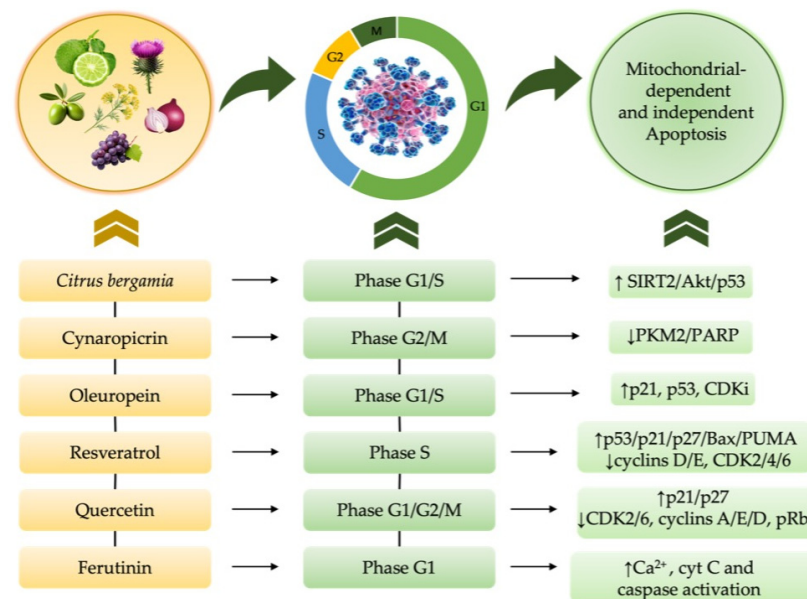 M
G2
G1
S
Mitochondrial-
dependent
and independent
Apoptosis
Citrus bergamia
Phase G1/S
↑ SIRT2/Akt/p53
Cynaropicrin
Phase G2/M
↓PKM2/PARP
Oleuropein
Phase G1/S
↑p21, p53, CDKi
Resveratrol
Phase S
↑p53/p21/p27/Bax/PUMA
↓cyclins D/E, CDK2/4/6
Quercetin
Phase G1/G2/M
↑p21/p27
↓CDK2/6, cyclins A/E/D, pRb
Ferutinin
Phase G1
↑Ca²⁺, cyt C and
caspase activation